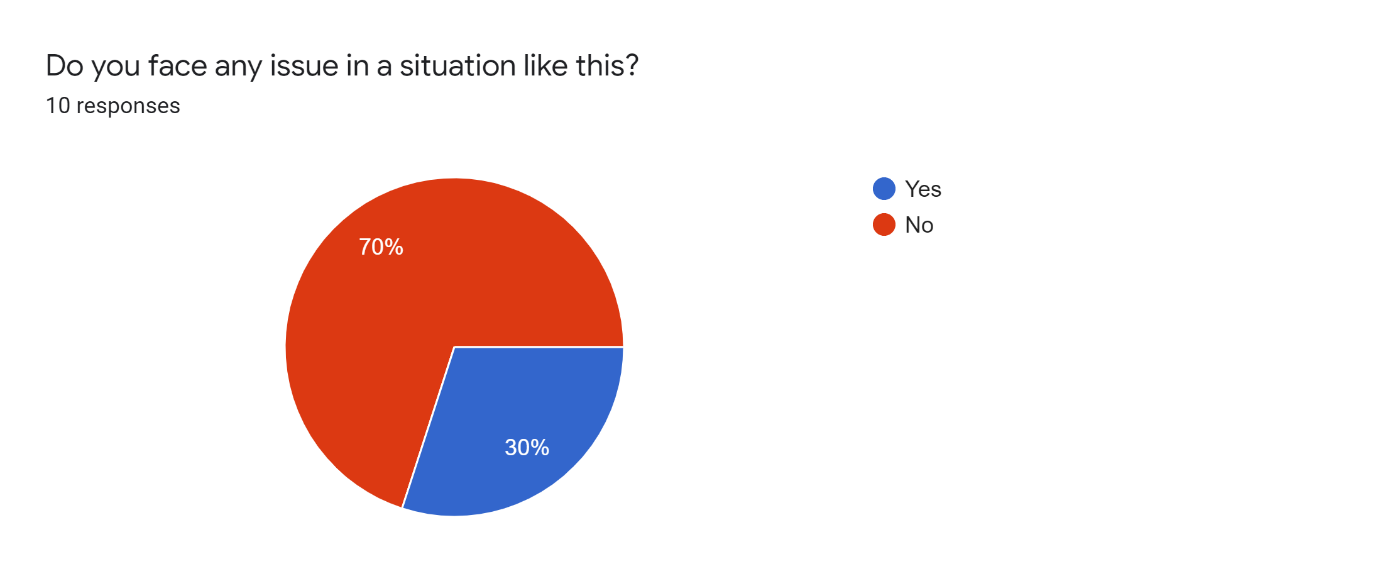 Do you face any issue in a situation like this?
10 responses
70%
30%
Yes
No